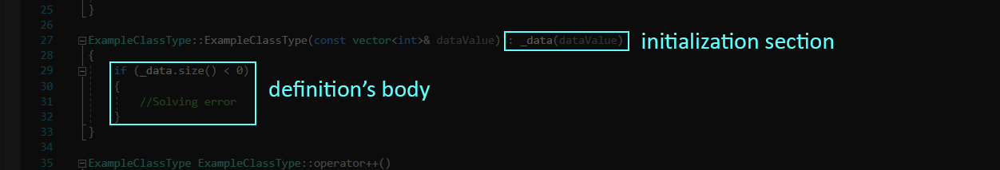 25 }
26
27 ExampleClassType::ExampleClassType(const vector<int>& dataValue) : _data(dataValue) initialization section
28 {
29 if (_data.size() < 0)
30 {
31 //Solving error
definition's body
32 }
33 }
34
35 ExampleClassType ExampleClassType::operator++()